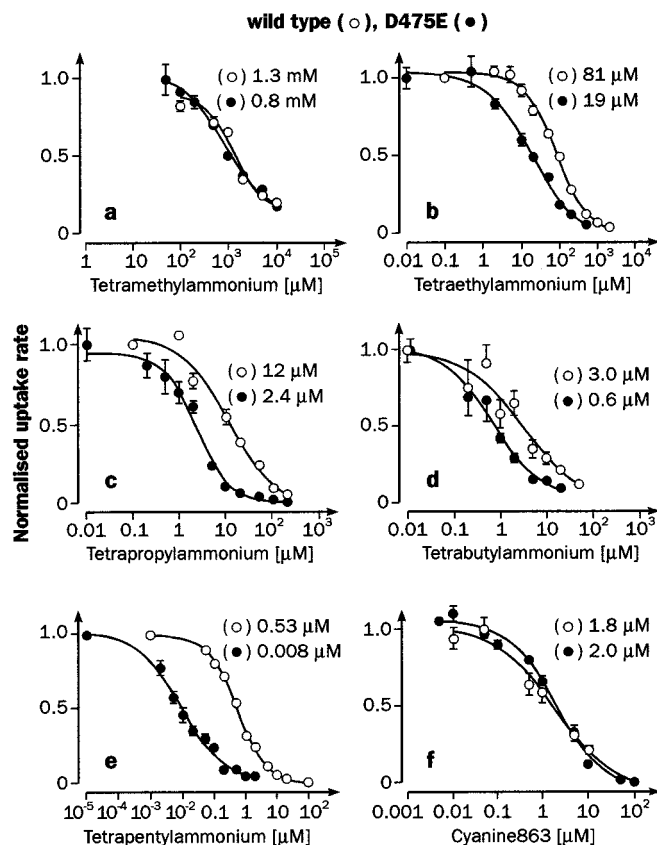 wild type (○), D475E (●)
Normalised uptake rate
1.0
0.5
0
a
(○) 1.3 mM
(●) 0.8 mM
1 10² 10³ 10⁴ 10⁵
Tetramethylammonium [μM]
1.0
0.5
0
b
(○) 81 μM
(●) 19 μM
0.01 0.1 1 10 10² 10³ 10⁴
Tetraethylammonium [μM]
1.0
0.5
0
c
(○) 12 μM
(●) 2.4 μM
0.01 0.1 1 10 10² 10³
Tetrapropylammonium [μM]
1.0
0.5
0
d
(○) 3.0 μM
(●) 0.6 μM
0.01 0.1 1 10 10² 10³
Tetrabutylammonium [μM]
1.0
0.5
0
e
(○) 0.53 μM
(●) 0.008 μM
10⁻⁵ 10⁻⁴ 10⁻³ 10⁻² 0.1 1 10 10²
Tetrapentylammonium [μM]
1.0
0.5
0
f
(○) 1.8 μM
(●) 2.0 μM
0.001 0.01 0.1 1 10 10²
Cyanine863 [μM]